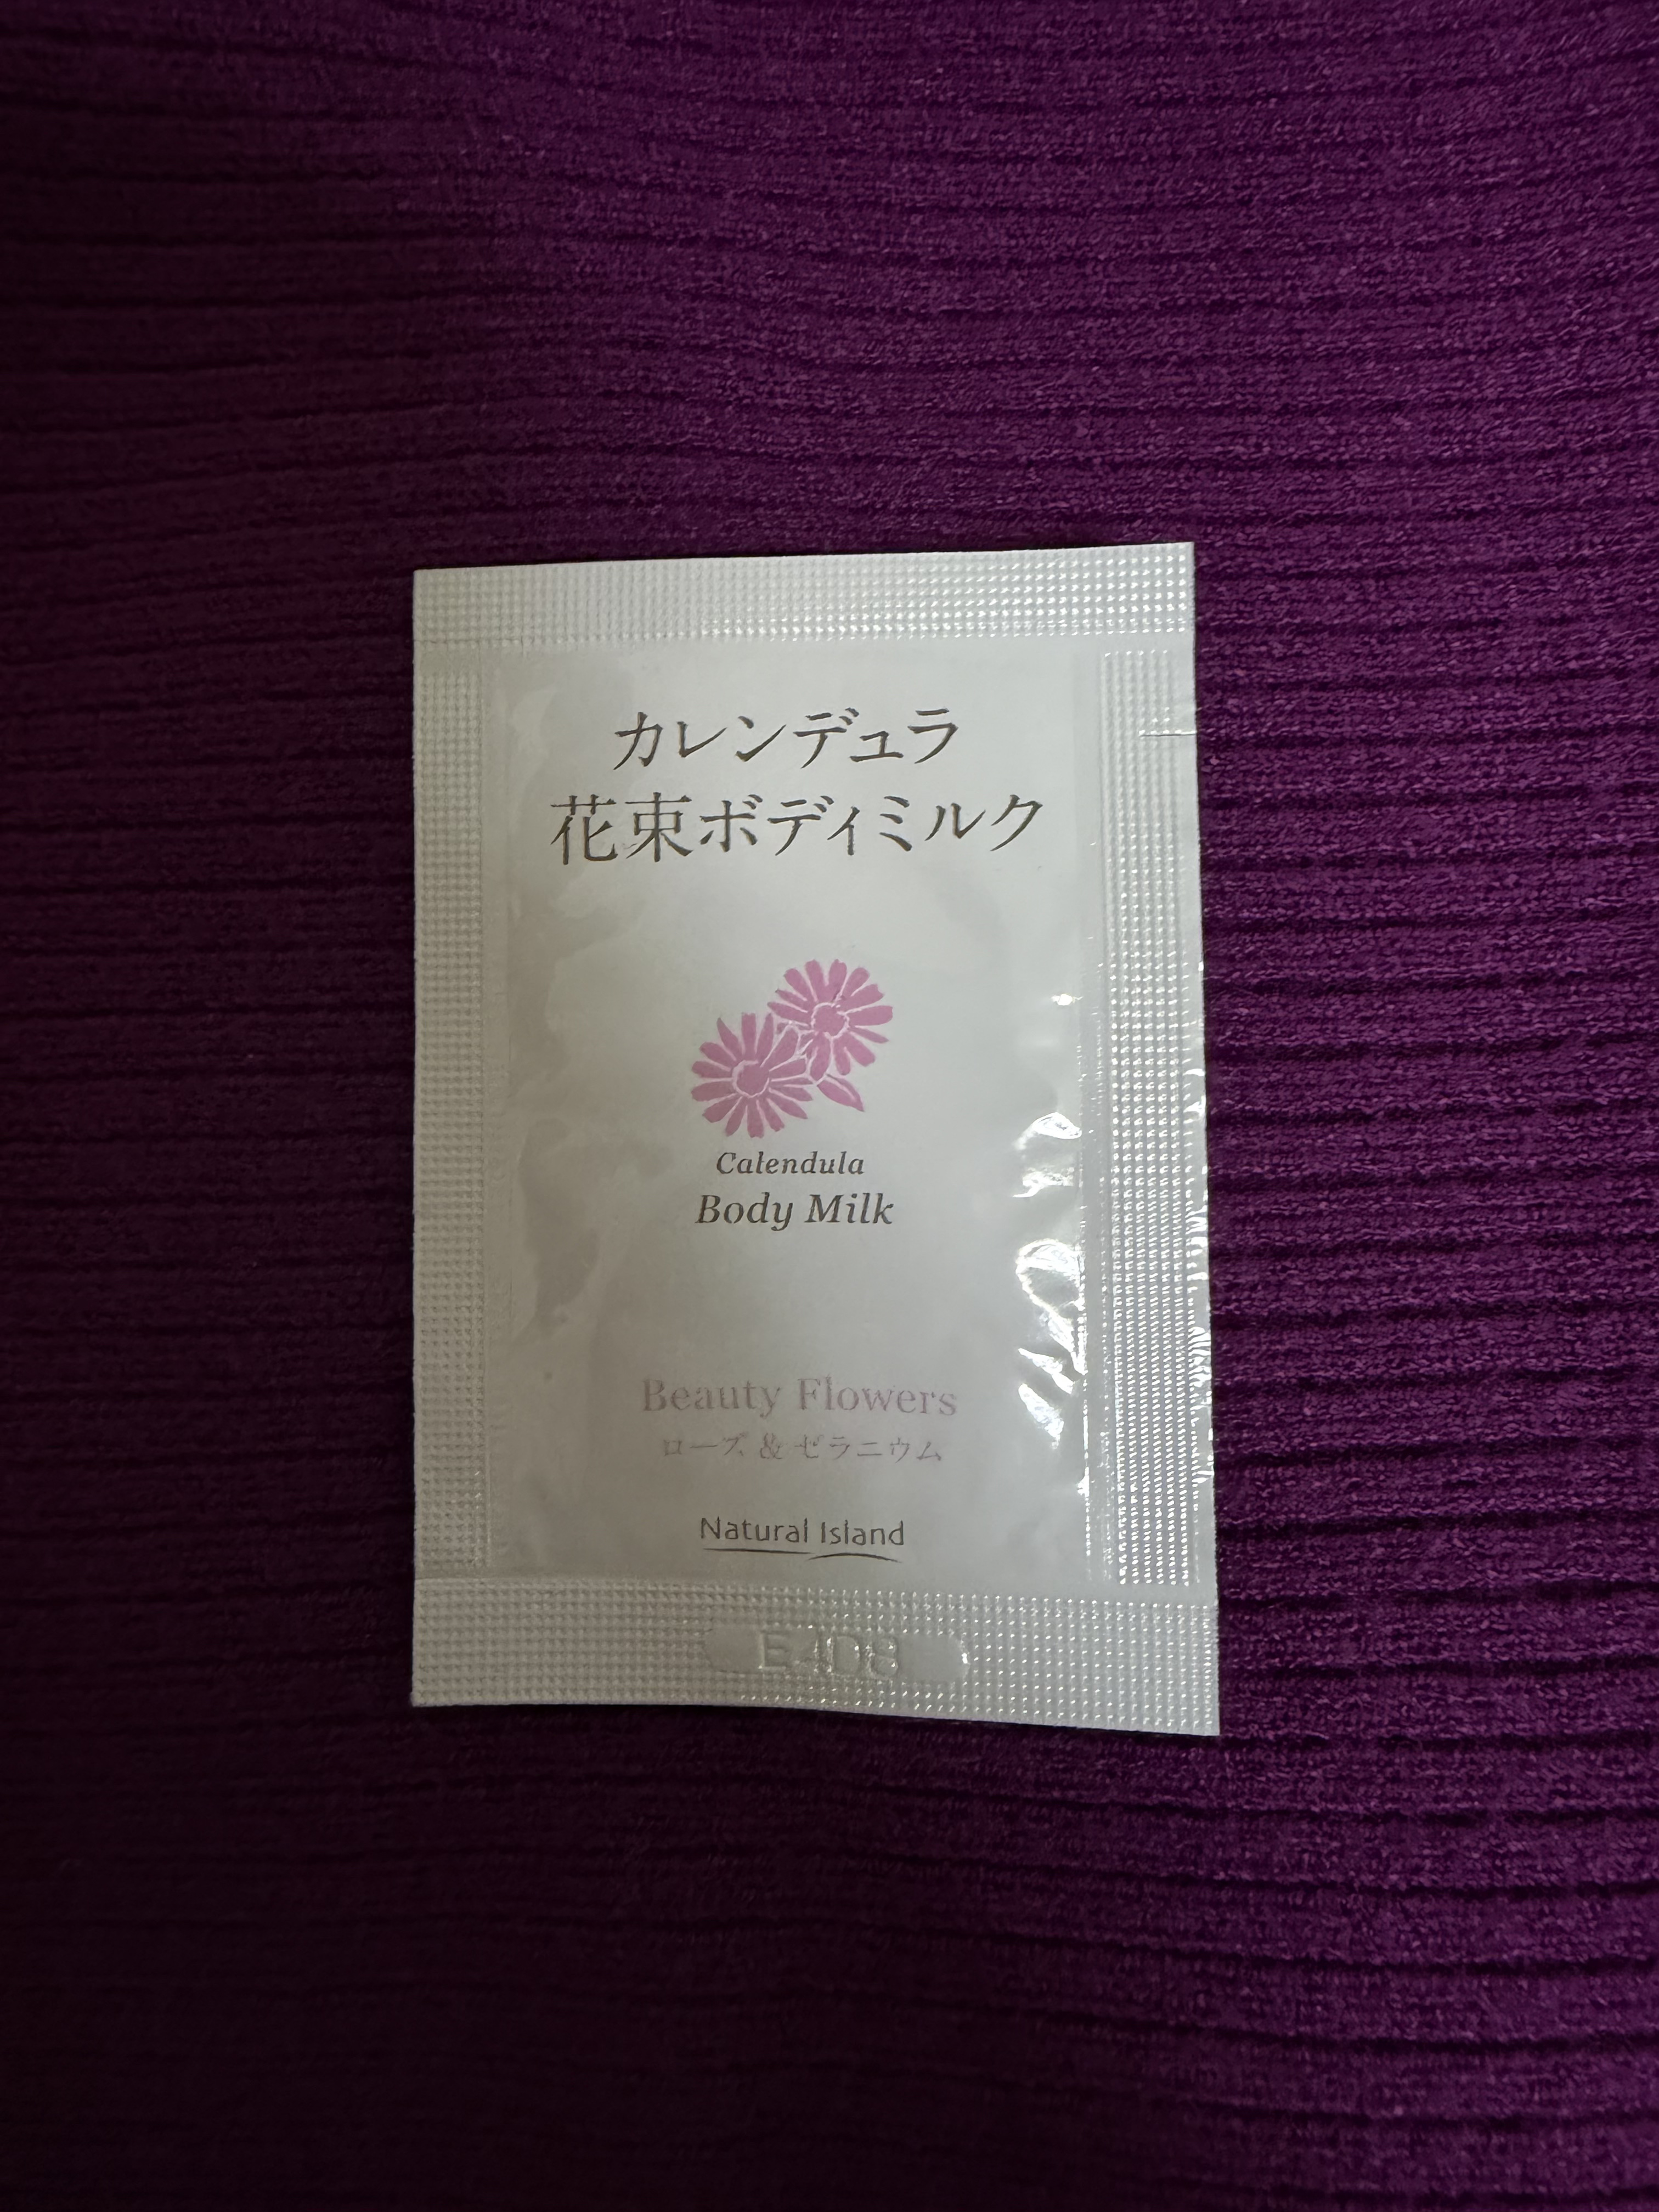 カレンデュラ
花束ボディミルク
Calendula
Body Milk
Beauty Flowers
ローズ & ゼラニウム
Natural Island
E4D8